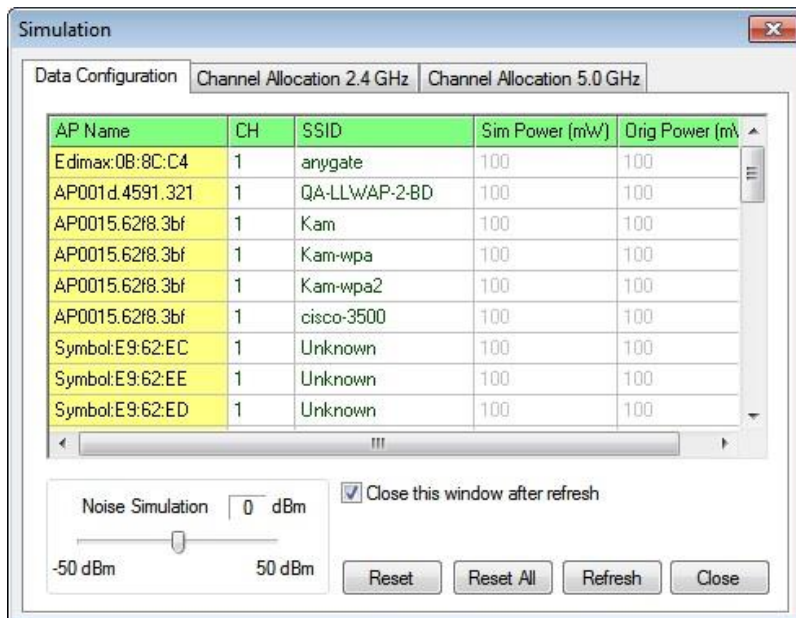 Simulation
Data Configuration Channel Allocation 2.4 GHz Channel Allocation 5.0 GHz
AP Name CH SSID Sim Power (mW) Orig Power (mW
Edimax:0B:8C:C4 1 anygate 100 100
AP001d.4591.321 1 QA-LLWAP-2-BD 100 100
AP0015.62f8.3bf 1 Kam 100 100
AP0015.62f8.3bf 1 Kam-wpa 100 100
AP0015.62f8.3bf 1 Kam-wpa2 100 100
AP0015.62f8.3bf 1 cisco-3500 100 100
Symbol:E9:62:EC 1 Unknown 100 100
Symbol:E9:62:EE 1 Unknown 100 100
Symbol:E9:62:ED 1 Unknown 100 100
Noise Simulation 0 dBm
Close this window after refresh
-50 dBm 50 dBm
Reset Reset All Refresh Close